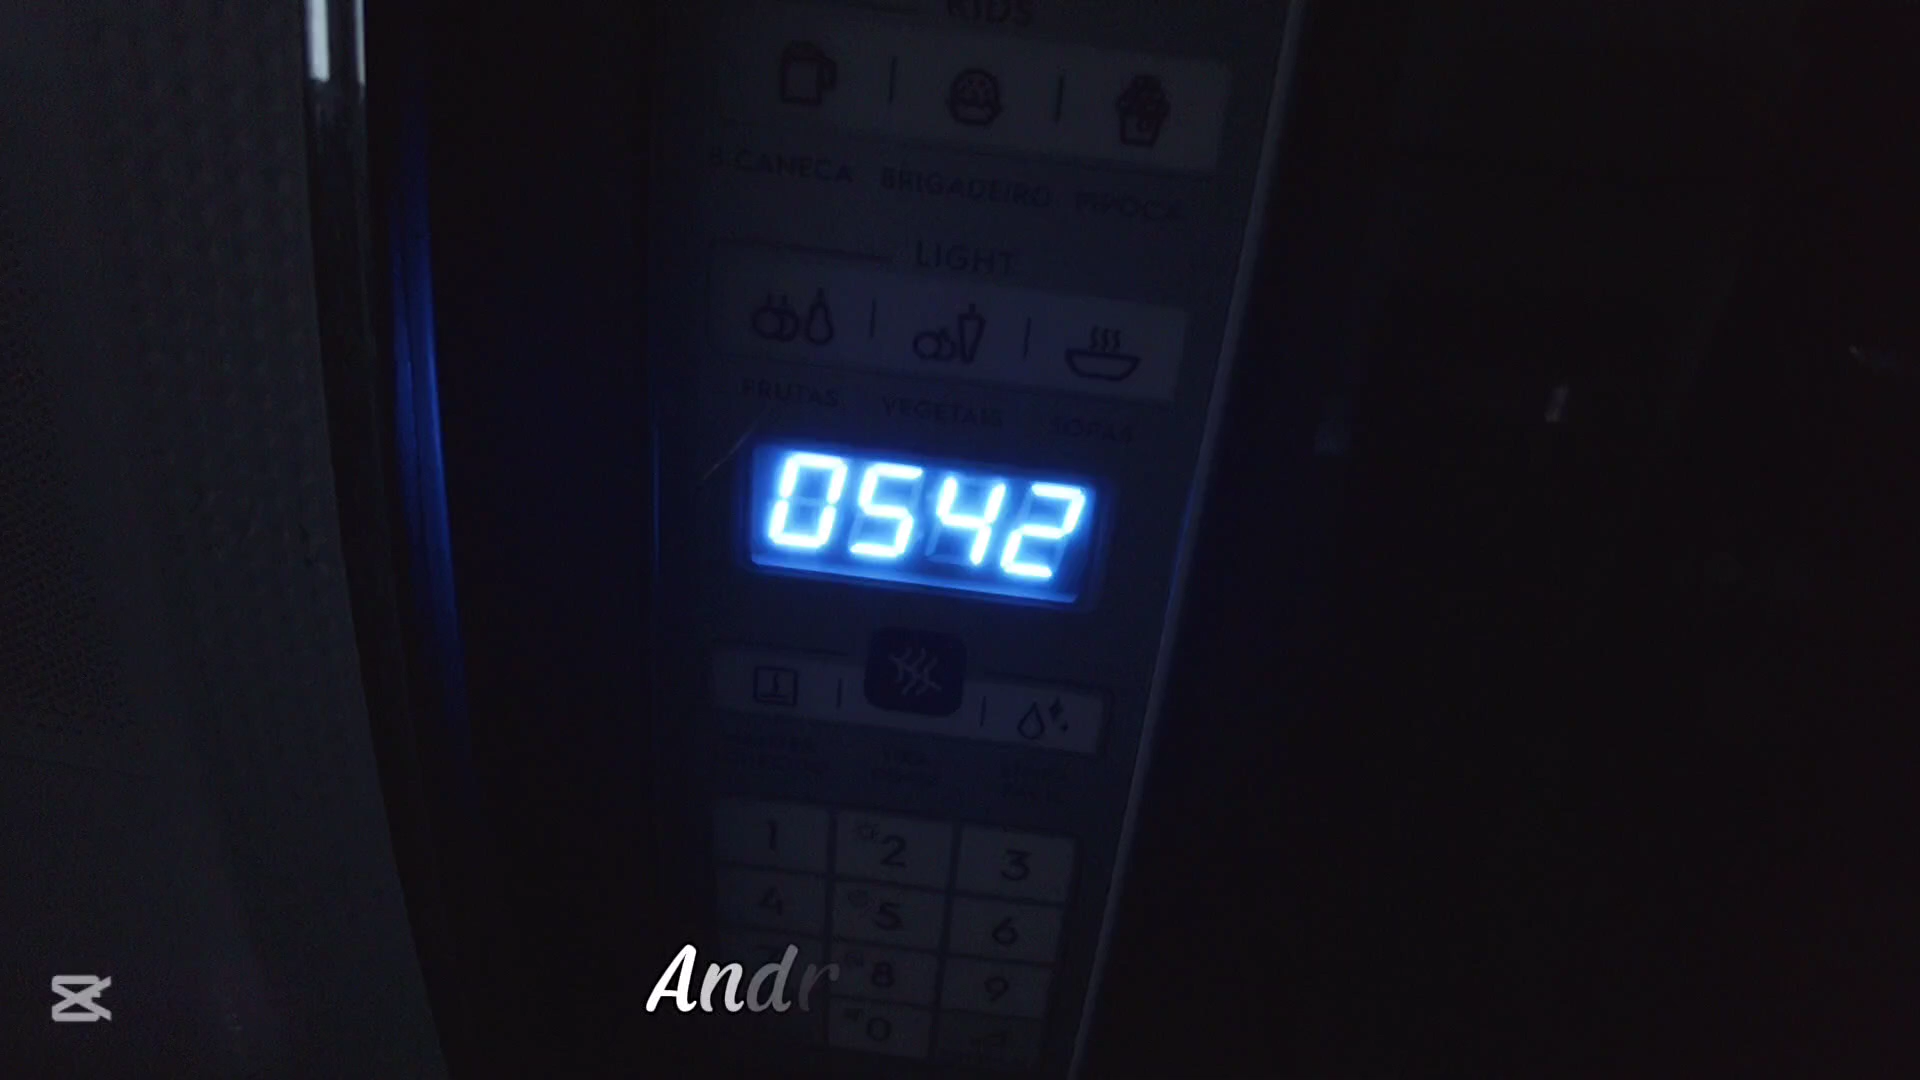 KIDS
B.CANECA BRIGADEIRO PIPOCA
LIGHT
FRUTAS VEGETAIS SOPAS
0542
1 2 3
4 5 6
8 9
0
Andr